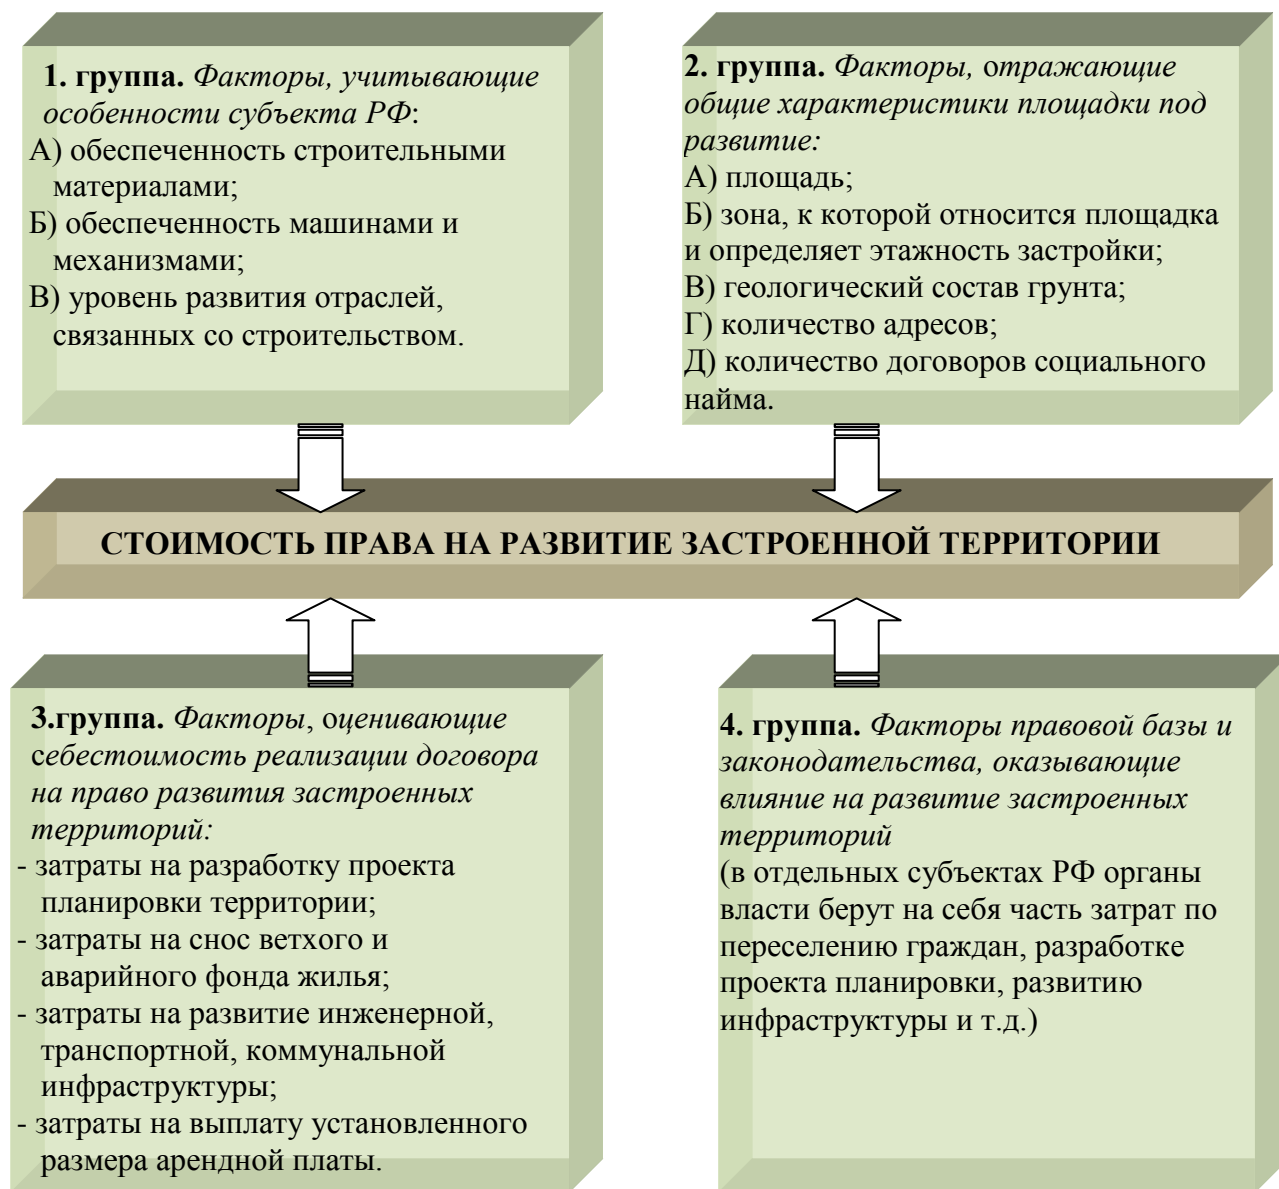 1. группа. Факторы, учитывающие
особенности субъекта РФ:
А) обеспеченность строительными
материалами;
Б) обеспеченность машинами и
механизмами;
В) уровень развития отраслей,
связанных со строительством.
2. группа. Факторы, отражающие
общие характеристики площадки под
развитие:
А) площадь;
Б) зона, к которой относится площадка
и определяет этажность застройки;
В) геологический состав грунта;
Г) количество адресов;
Д) количество договоров социального
найма.
СТОИМОСТЬ ПРАВА НА РАЗВИТИЕ ЗАСТРОЕННОЙ ТЕРРИТОРИИ
3.группа. Факторы, оценивающие
себестоимость реализации договора
на право развития застроенных
территорий:
- затраты на разработку проекта
планировки территории;
- затраты на снос ветхого и
аварийного фонда жилья;
- затраты на развитие инженерной,
транспортной, коммунальной
инфраструктуры;
- затраты на выплату установленного
размера арендной платы.
4. группа. Факторы правовой базы и
законодательства, оказывающие
влияние на развитие застроенных
территорий
(в отдельных субъектах РФ органы
власти берут на себя часть затрат по
переселению граждан, разработке
проекта планировки, развитию
инфраструктуры и т.д.)